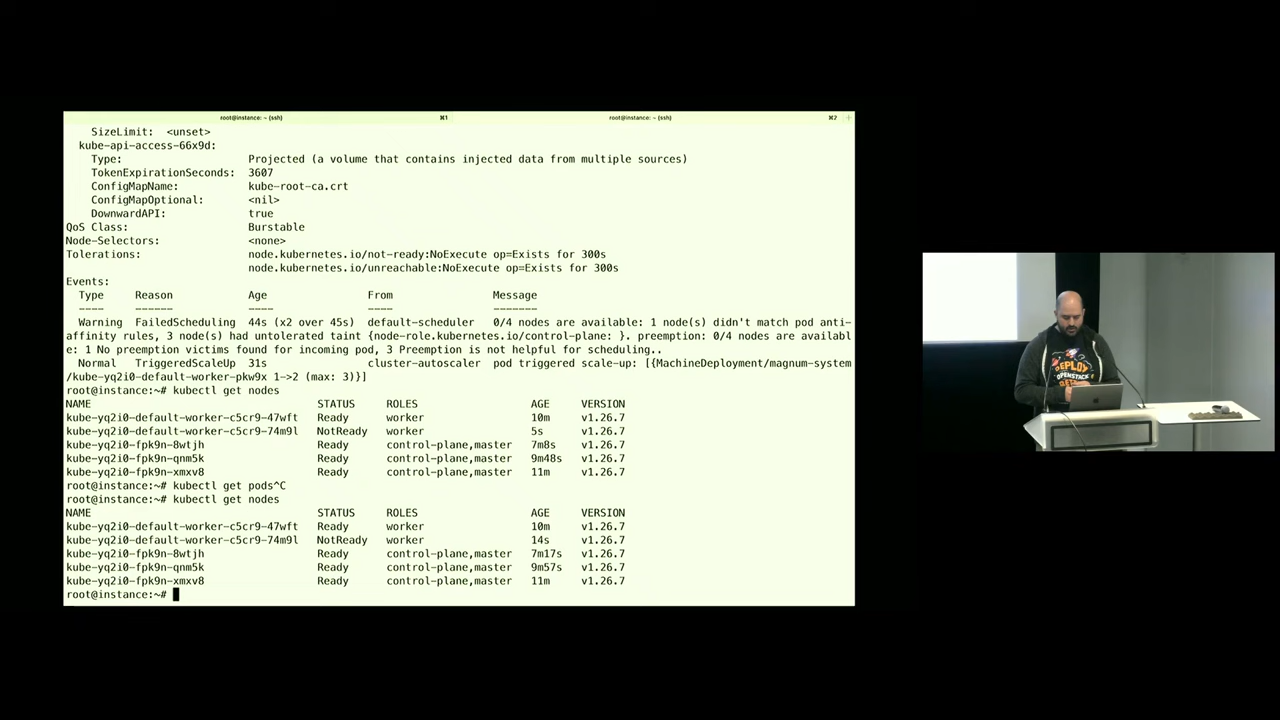 root@instance: ~ (ssh) ⌘1 root@instance: ~ (ssh) ⌘2 +
SizeLimit: <unset>
kube-api-access-66x9d:
Type: Projected (a volume that contains injected data from multiple sources)
TokenExpirationSeconds: 3607
ConfigMapName: kube-root-ca.crt
ConfigMapOptional: <nil>
DownwardAPI: true
QoS Class: Burstable
Node-Selectors: <none>
Tolerations: node.kubernetes.io/not-ready:NoExecute op=Exists for 300s
node.kubernetes.io/unreachable:NoExecute op=Exists for 300s
Events:
Type Reason Age From Message
---- ------ ---- ---- -------
Warning FailedScheduling 44s (x2 over 45s) default-scheduler 0/4 nodes are available: 1 node(s) didn't match pod anti-
affinity rules, 3 node(s) had untolerated taint {node-role.kubernetes.io/control-plane: }. preemption: 0/4 nodes are availabl
e: 1 No preemption victims found for incoming pod, 3 Preemption is not helpful for scheduling..
Normal TriggeredScaleUp 31s cluster-autoscaler pod triggered scale-up: [{MachineDeployment/magnum-system
/kube-yq2i0-default-worker-pkw9x 1->2 (max: 3)}]
root@instance:~# kubectl get nodes
NAME STATUS ROLES AGE VERSION
kube-yq2i0-default-worker-c5cr9-47wft Ready worker 10m v1.26.7
kube-yq2i0-default-worker-c5cr9-74m9l NotReady worker 5s v1.26.7
kube-yq2i0-fpk9n-8wtjh Ready control-plane,master 7m8s v1.26.7
kube-yq2i0-fpk9n-qnm5k Ready control-plane,master 9m48s v1.26.7
kube-yq2i0-fpk9n-xmxv8 Ready control-plane,master 11m v1.26.7
root@instance:~# kubectl get pods^C
root@instance:~# kubectl get nodes
NAME STATUS ROLES AGE VERSION
kube-yq2i0-default-worker-c5cr9-47wft Ready worker 10m v1.26.7
kube-yq2i0-default-worker-c5cr9-74m9l NotReady worker 14s v1.26.7
kube-yq2i0-fpk9n-8wtjh Ready control-plane,master 7m17s v1.26.7
kube-yq2i0-fpk9n-qnm5k Ready control-plane,master 9m57s v1.26.7
kube-yq2i0-fpk9n-xmxv8 Ready control-plane,master 11m v1.26.7
root@instance:~#
DEPLOY
OPENSTACK